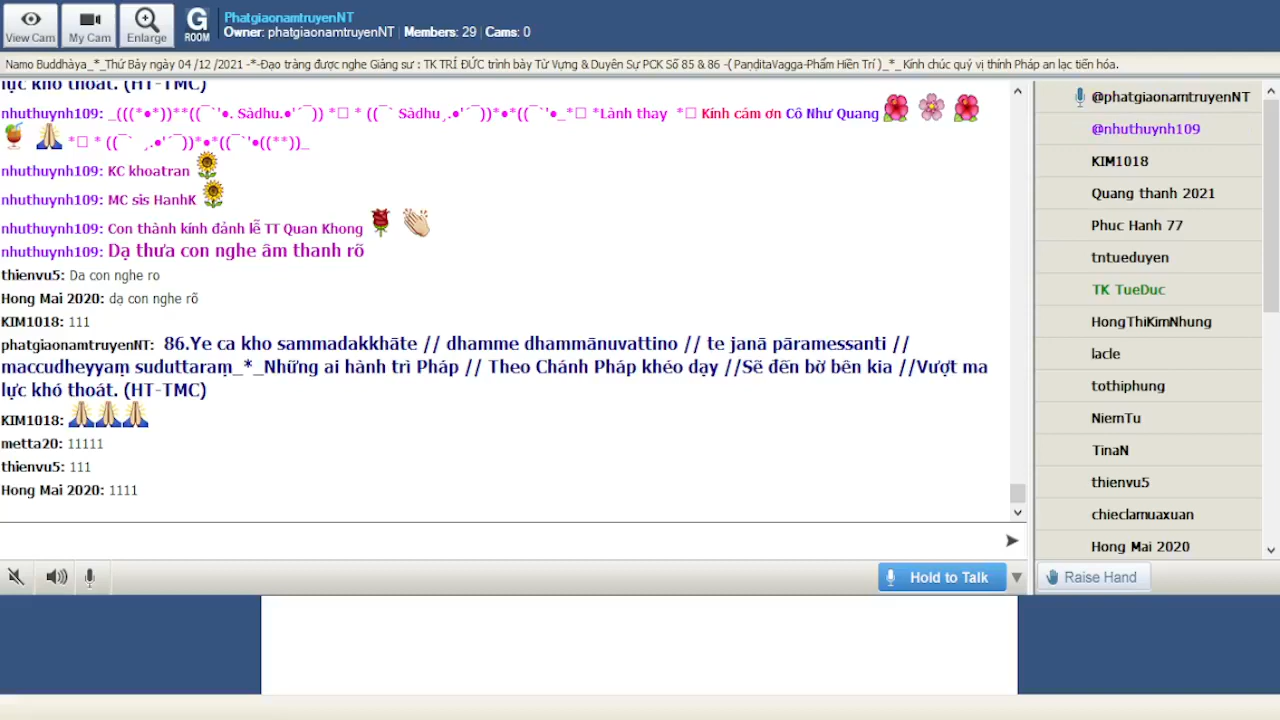 View Cam
My Cam
Enlarge
G
ROOM
PhatgiaonamtruyenNT
Owner: phatgiaonamtruyenNT | Members: 29 | Cams: 0
Namo Buddhàya_*_Thứ Bảy ngày 04 /12 /2021 -*-Đạo tràng được nghe Giảng sư : TK TRÍ ĐỨC trình bày Từ Vựng & Duyên Sự PCK Số 85 & 86 -( PaṇḍitaVagga-Phẩm Hiền Trí )_*_ Kính chúc quý vị thính Pháp an lạc tiến hóa.
lực khó thoát. (HT-TMC)
nhuthuynh109: _(((*•*))**((¯`'•. Sàdhu.•'´¯)) *□ * ((¯` Sàdhu¸.•'´¯))*•*((¯`'•_*□ *Lành thay *□ Kính cám ơn Cô Như Quang
*□ * ((¯` ¸.•'´¯))*•*((¯`'•((**))_
nhuthuynh109: KC khoatran
nhuthuynh109: MC sis HanhK
nhuthuynh109: Con thành kính đảnh lễ TT Quan Khong
nhuthuynh109: Dạ thưa con nghe âm thanh rõ
thienvu5: Da con nghe ro
Hong Mai 2020: dạ con nghe rõ
KIM1018: 111
phatgiaonamtruyenNT: 86.Ye ca kho sammadakkhāte // dhamme dhammānuvattino // te janā pāramessanti //
maccudheyyaṃ suduttaraṃ_*_Những ai hành trì Pháp // Theo Chánh Pháp khéo dạy //Sẽ đến bờ bên kia //Vượt ma
lực khó thoát. (HT-TMC)
KIM1018:
metta20: 11111
thienvu5: 111
Hong Mai 2020: 1111
Hold to Talk
@phatgiaonamtruyenNT
@nhuthuynh109
KIM1018
Quang thanh 2021
Phuc Hanh 77
tntueduyen
TK TueDuc
HongThiKimNhung
lacle
tothiphung
NiemTu
TinaN
thienvu5
chieclamuaxuan
Hong Mai 2020
Raise Hand